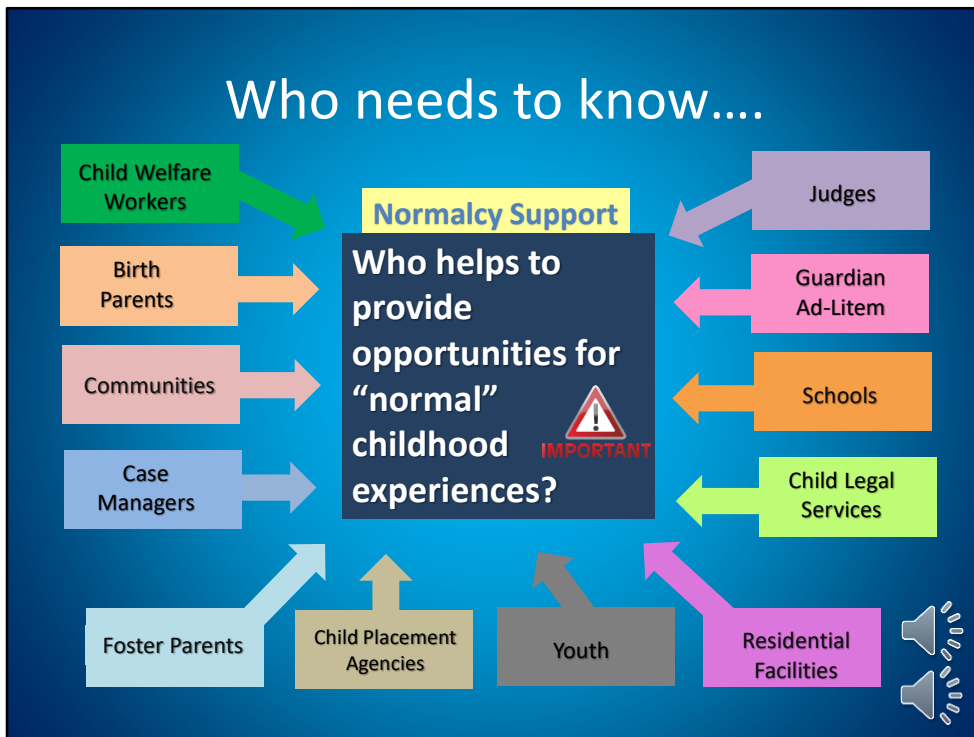 Who needs to know....
Child Welfare
Workers
Birth
Parents
Communities
Case
Managers
Normalcy Support
Who helps to
provide
opportunities for
“normal”
childhood
experiences?
IMPORTANT
Judges
Guardian
Ad-Litem
Schools
Child Legal
Services
Foster Parents
Child Placement
Agencies
Youth
Residential
Facilities